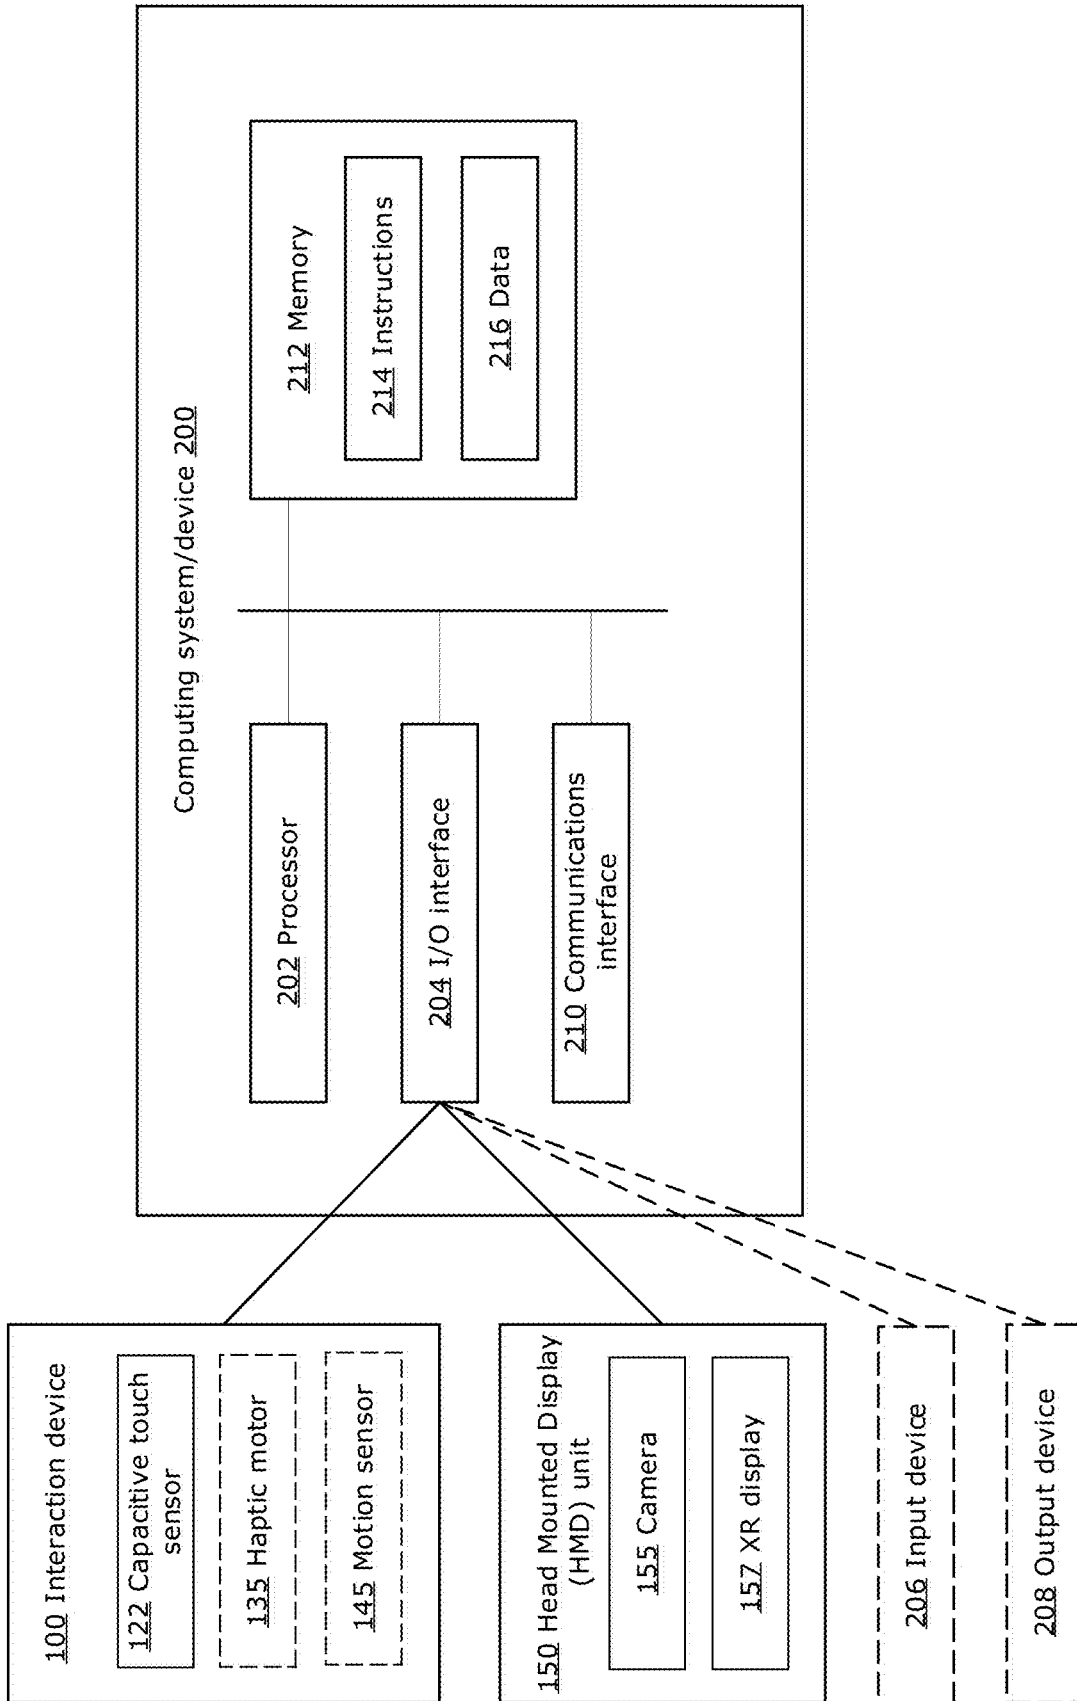 100 Interaction device
122 Capacitive touch
sensor
135 Haptic motor
145 Motion sensor
150 Head Mounted Display
(HMD) unit
155 Camera
157 XR display
206 Input device
208 Output device
Computing system/device 200
202 Processor
204 I/O interface
210 Communications
interface
212 Memory
214 Instructions
216 Data